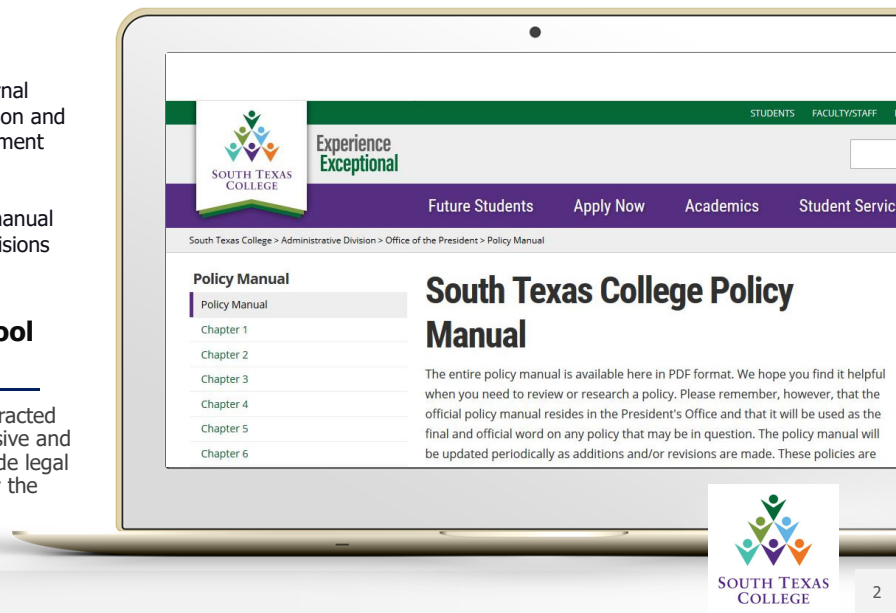 rnal
on and
ment
nanual
isions
ool
racted
sive and
de legal
the
STUDENTS FACULTY/STAFF
SOUTH TEXAS
COLLEGE
Experience
Exceptional
Future Students Apply Now Academics Student Servic
South Texas College > Administrative Division > Office of the President > Policy Manual
Policy Manual
Policy Manual
Chapter 1
Chapter 2
Chapter 3
Chapter 4
Chapter 5
Chapter 6
South Texas College Policy
Manual
The entire policy manual is available here in PDF format. We hope you find it helpful
when you need to review or research a policy. Please remember, however, that the
official policy manual resides in the President's Office and that it will be used as the
final and official word on any policy that may be in question. The policy manual will
be updated periodically as additions and/or revisions are made. These policies are
SOUTH TEXAS
COLLEGE
2